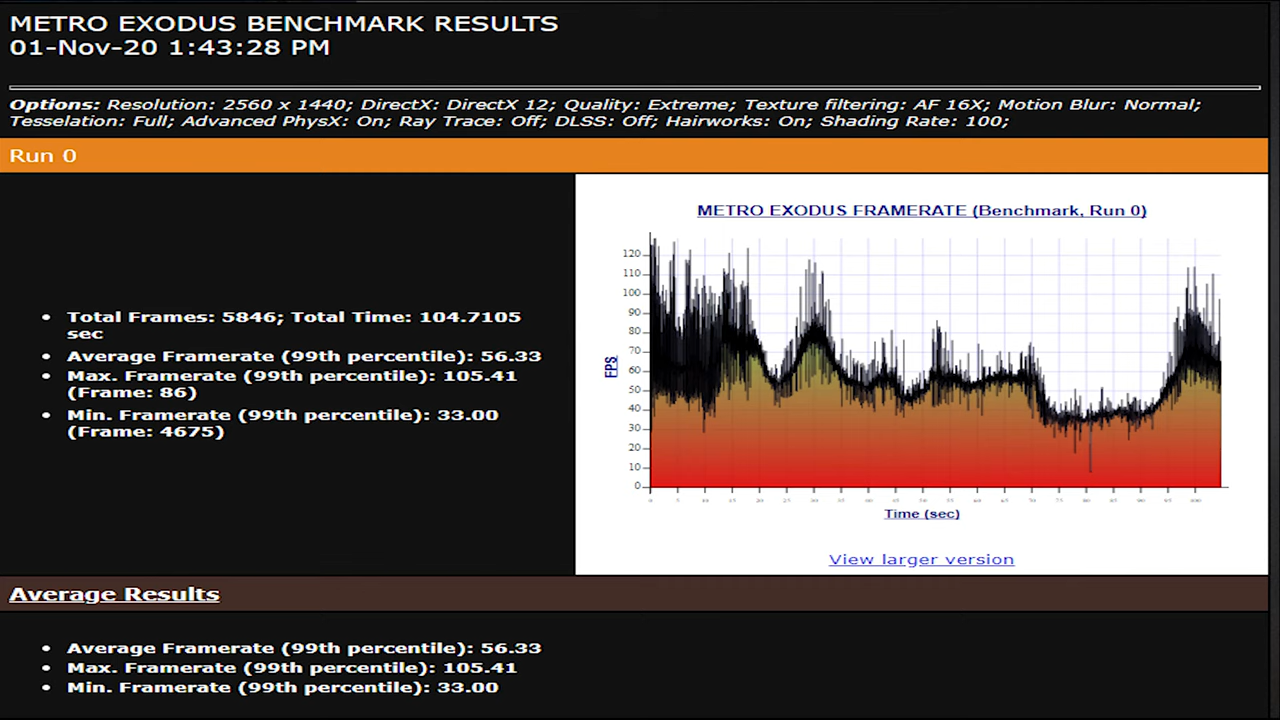 METRO EXODUS BENCHMARK RESULTS
01-Nov-20 1:43:28 PM
Options: Resolution: 2560 x 1440; DirectX: DirectX 12; Quality: Extreme; Texture filtering: AF 16X; Motion Blur: Normal;
Tesselation: Full; Advanced PhysX: On; Ray Trace: Off; DLSS: Off; Hairworks: On; Shading Rate: 100;
Run 0
• Total Frames: 5846; Total Time: 104.7105
sec
• Average Framerate (99th percentile): 56.33
• Max. Framerate (99th percentile): 105.41
(Frame: 86)
• Min. Framerate (99th percentile): 33.00
(Frame: 4675)
METRO EXODUS FRAMERATE (Benchmark, Run 0)
120
110
100
90
80
70
60
50
40
30
20
10
0
FPS
Time (sec)
View larger version
Average Results
• Average Framerate (99th percentile): 56.33
• Max. Framerate (99th percentile): 105.41
• Min. Framerate (99th percentile): 33.00